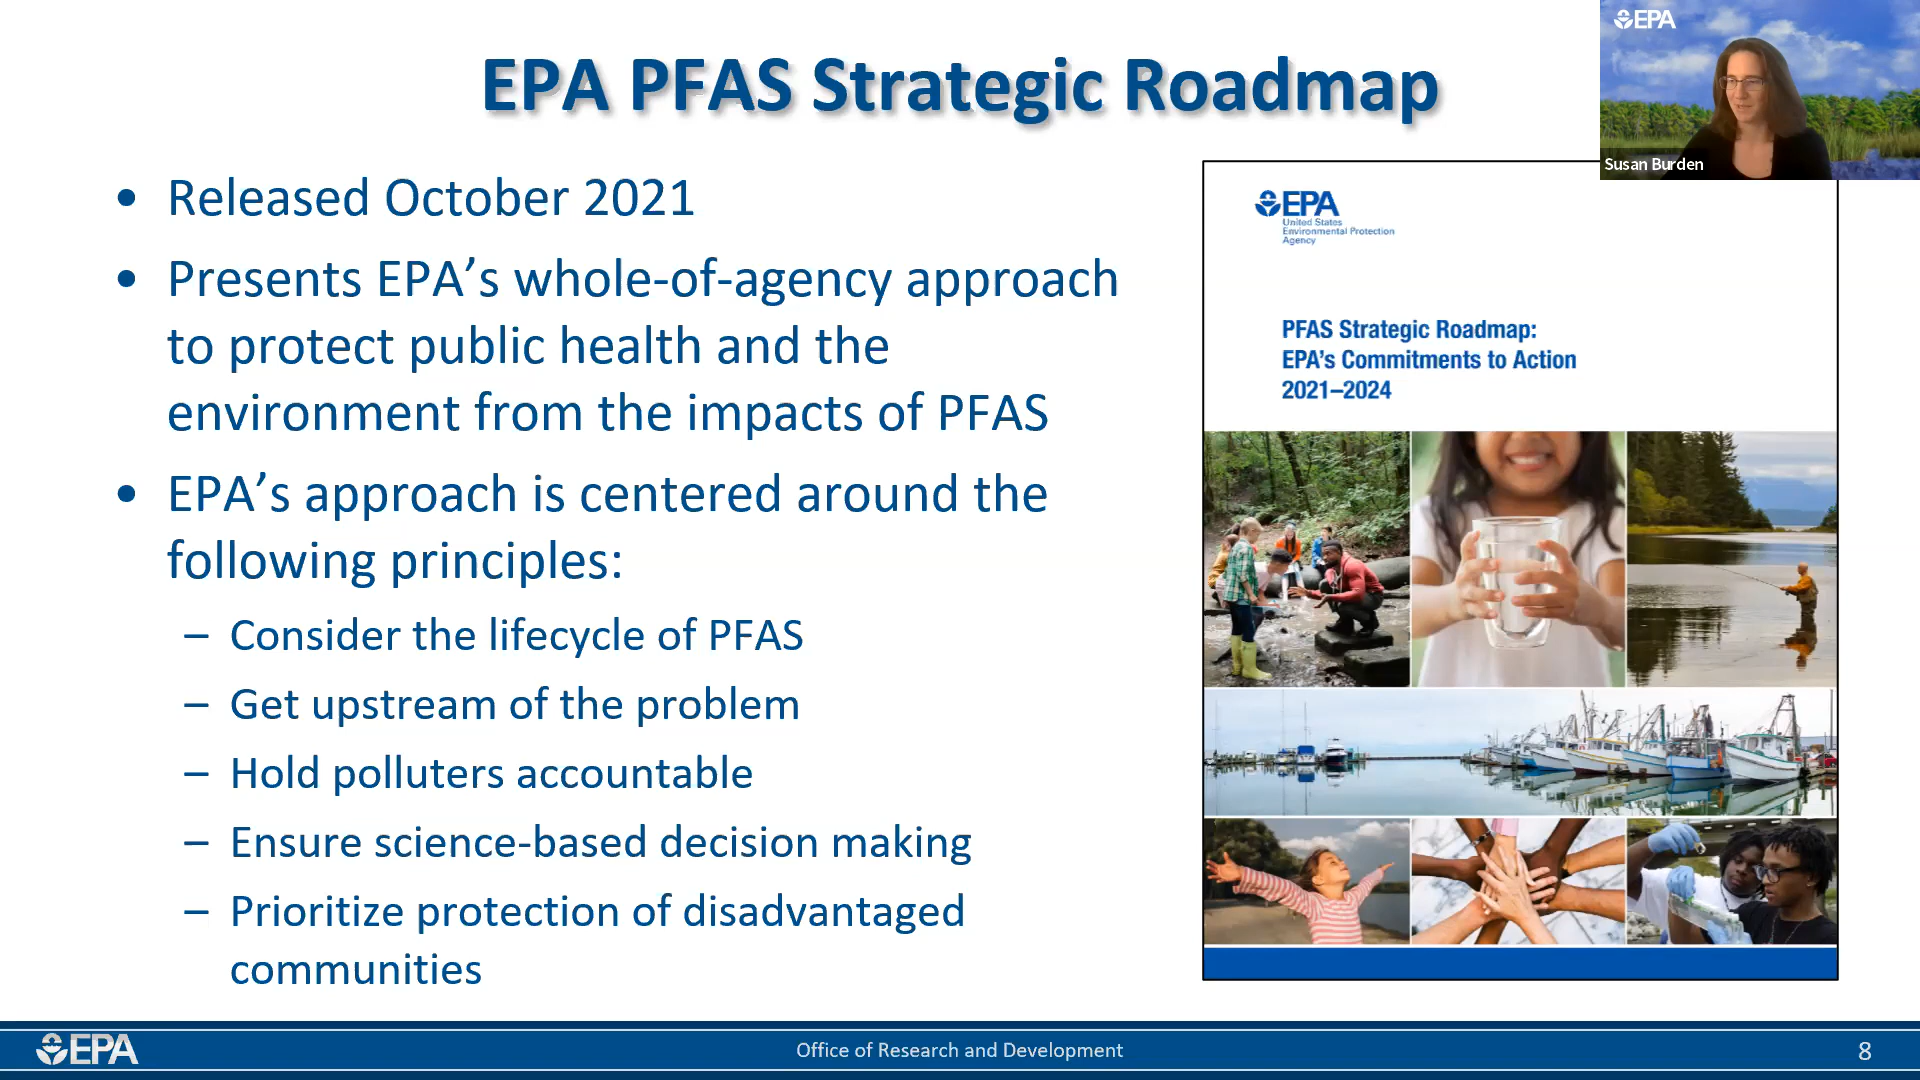 EPA PFAS Strategic Roadmap
EPA
Susan Burden
• Released October 2021
• Presents EPA’s whole-of-agency approach
to protect public health and the
environment from the impacts of PFAS
• EPA’s approach is centered around the
following principles:
– Consider the lifecycle of PFAS
– Get upstream of the problem
– Hold polluters accountable
– Ensure science-based decision making
– Prioritize protection of disadvantaged
communities
EPA
United States
Environmental Protection
Agency
PFAS Strategic Roadmap:
EPA’s Commitments to Action
2021–2024
EPA
Office of Research and Development
8